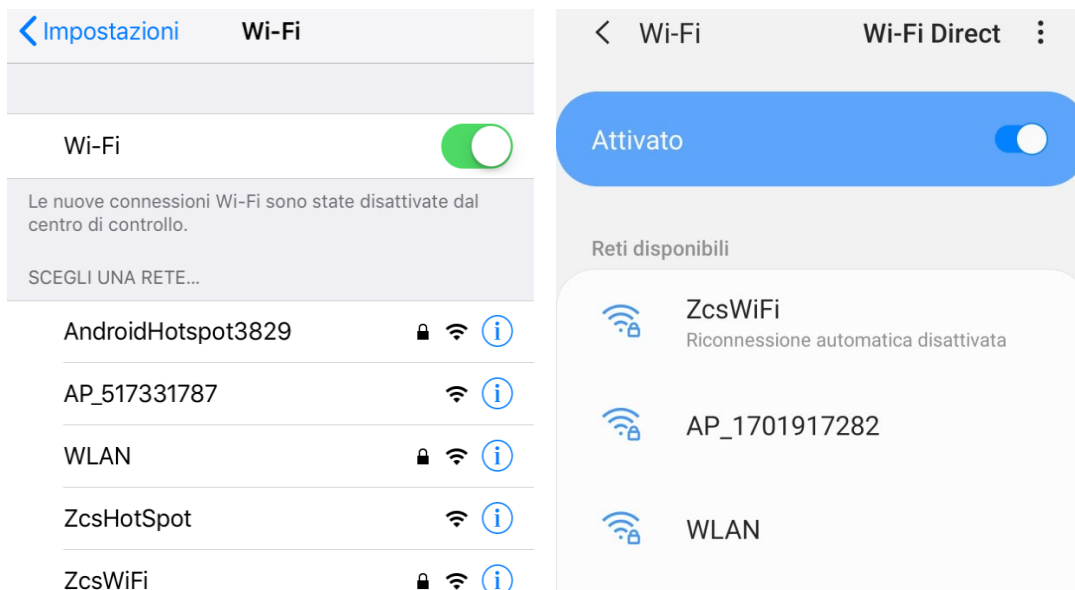 Impostazioni Wi-Fi
Wi-Fi
Le nuove connessioni Wi-Fi sono state disattivate dal
centro di controllo.
SCEGLI UNA RETE...
AndroidHotspot3829
AP_517331787
WLAN
ZcsHotSpot
ZcsWiFi
Wi-Fi Wi-Fi Direct
Attivato
Reti disponibili
ZcsWiFi
Riconnessione automatica disattivata
AP_1701917282
WLAN